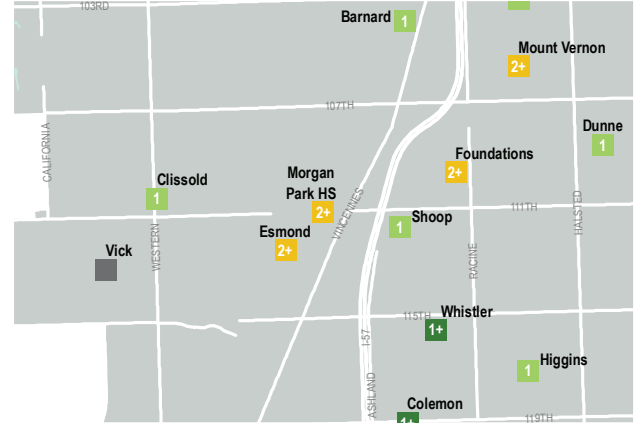 103RD
Barnard
1
Mount Vernon
2+
107TH
Dunne
1
CALIFORNIA
Foundations
2+
Clissold
1
Morgan
Park HS
2+
VINCENNES
111TH
HALSTED
Shoop
1
Esmond
2+
WESTERN
RACINE
Vick
115TH
Whistler
1+
I-57
Higgins
1
ASHLAND
Colemon
1+
119TH